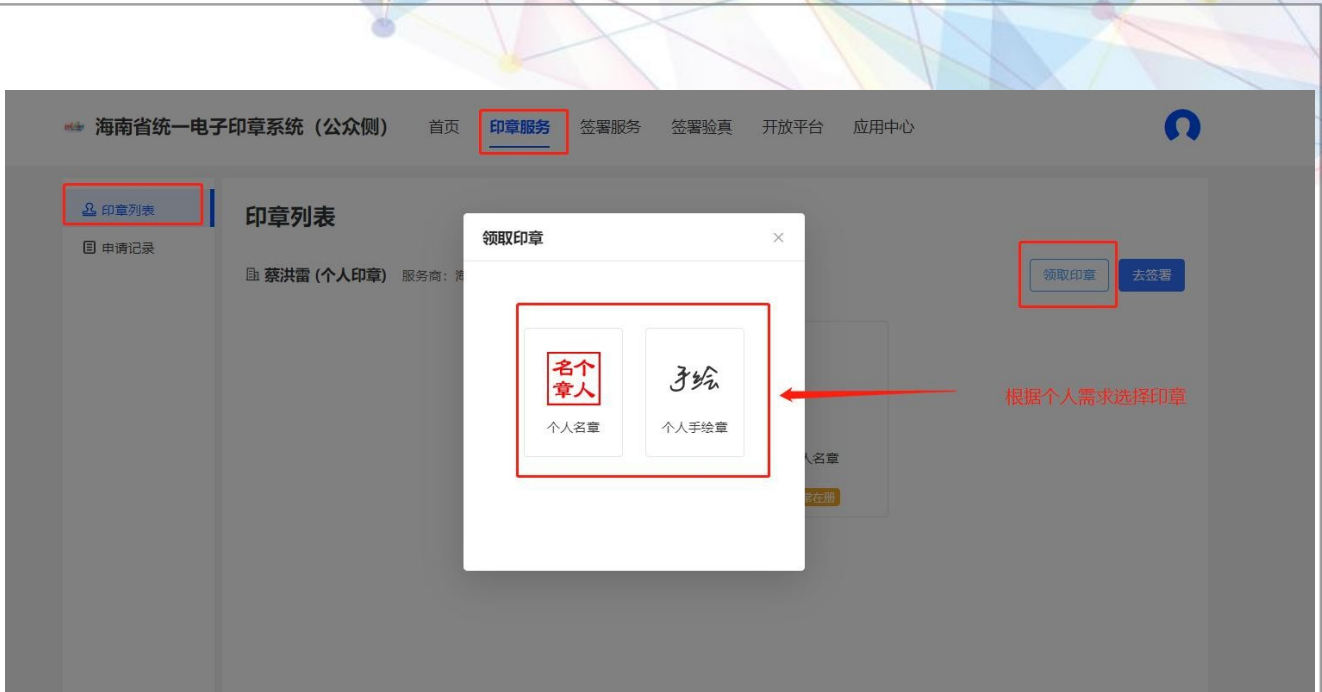 海南省统一电子印章系统（公众侧） 首页 印章服务 签署服务 签署验真 开放平台 应用中心
印章列表
申请记录
印章列表
蔡洪雷 (个人印章) 服务商：海
领取印章 去签署
领取印章
名个
章人
个人名章
手绘
个人手绘章
根据个人需求选择印章
人名章
常在册